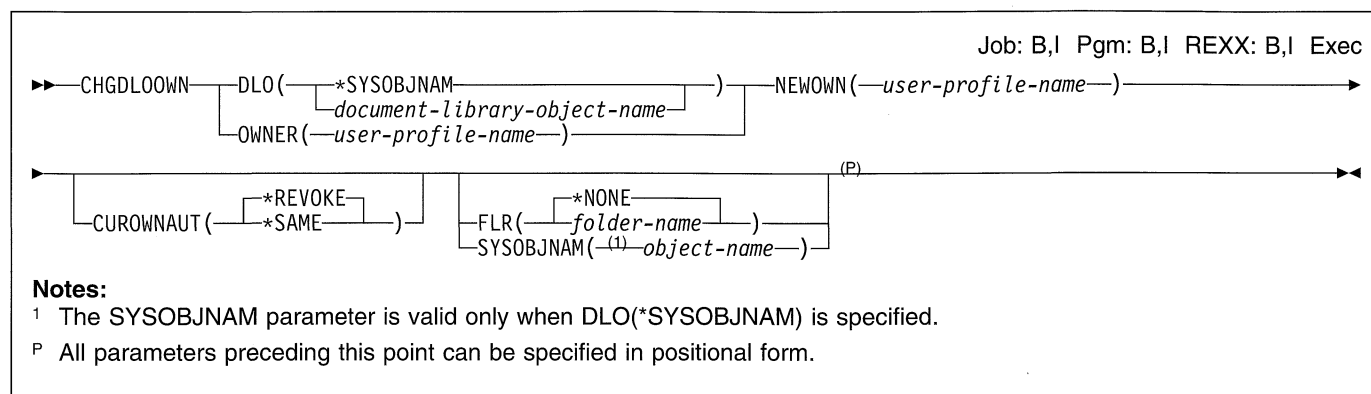 Job: B,I Pgm: B,I REXX: B,I Exec
CHGDLOOWN DLO( *SYSOBJNAM ) NEWOWN( user-profile-name )
document-library-object-name
OWNER( user-profile-name )
(P)
*REVOKE *NONE
CUROWNAUT( *SAME ) FLR( folder-name )
SYSOBJNAM( (1) object-name )
Notes:
1 The SYSOBJNAM parameter is valid only when DLO(*SYSOBJNAM) is specified.
P All parameters preceding this point can be specified in positional form.